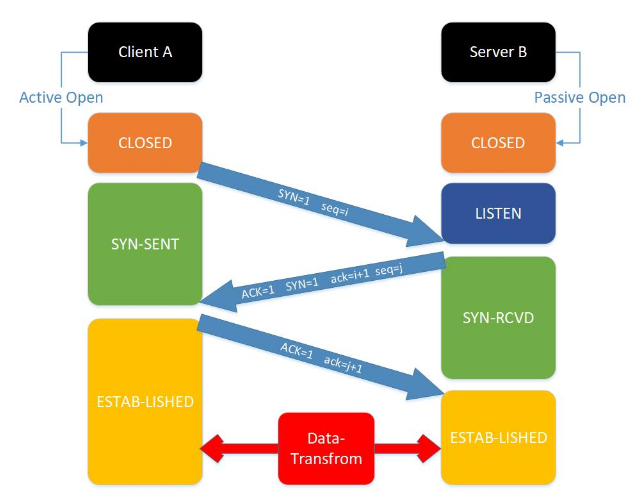 Client A
Server B
Active Open
Passive Open
CLOSED
CLOSED
SYN=1 seq=i
LISTEN
SYN-SENT
ACK=1 SYN=1 ack=i+1 seq=j
SYN-RCVD
ACK=1 ack=j+1
ESTAB-LISHED
ESTAB-LISHED
Data-
Transfrom